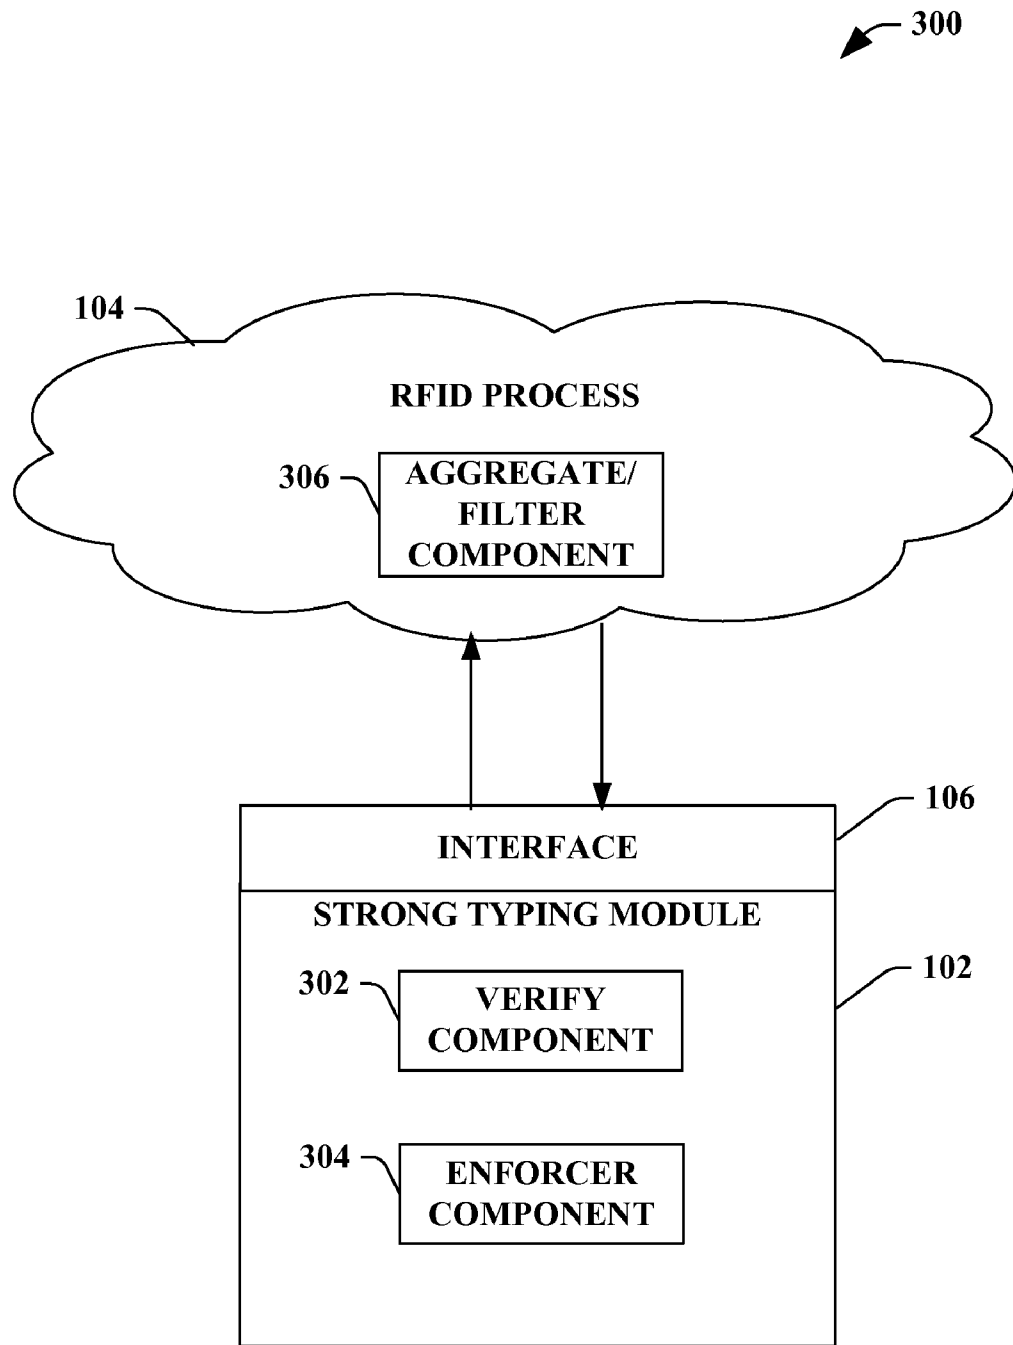 300
104
RFID PROCESS
306
AGGREGATE/
FILTER
COMPONENT
106
INTERFACE
STRONG TYPING MODULE
102
302
VERIFY
COMPONENT
304
ENFORCER
COMPONENT